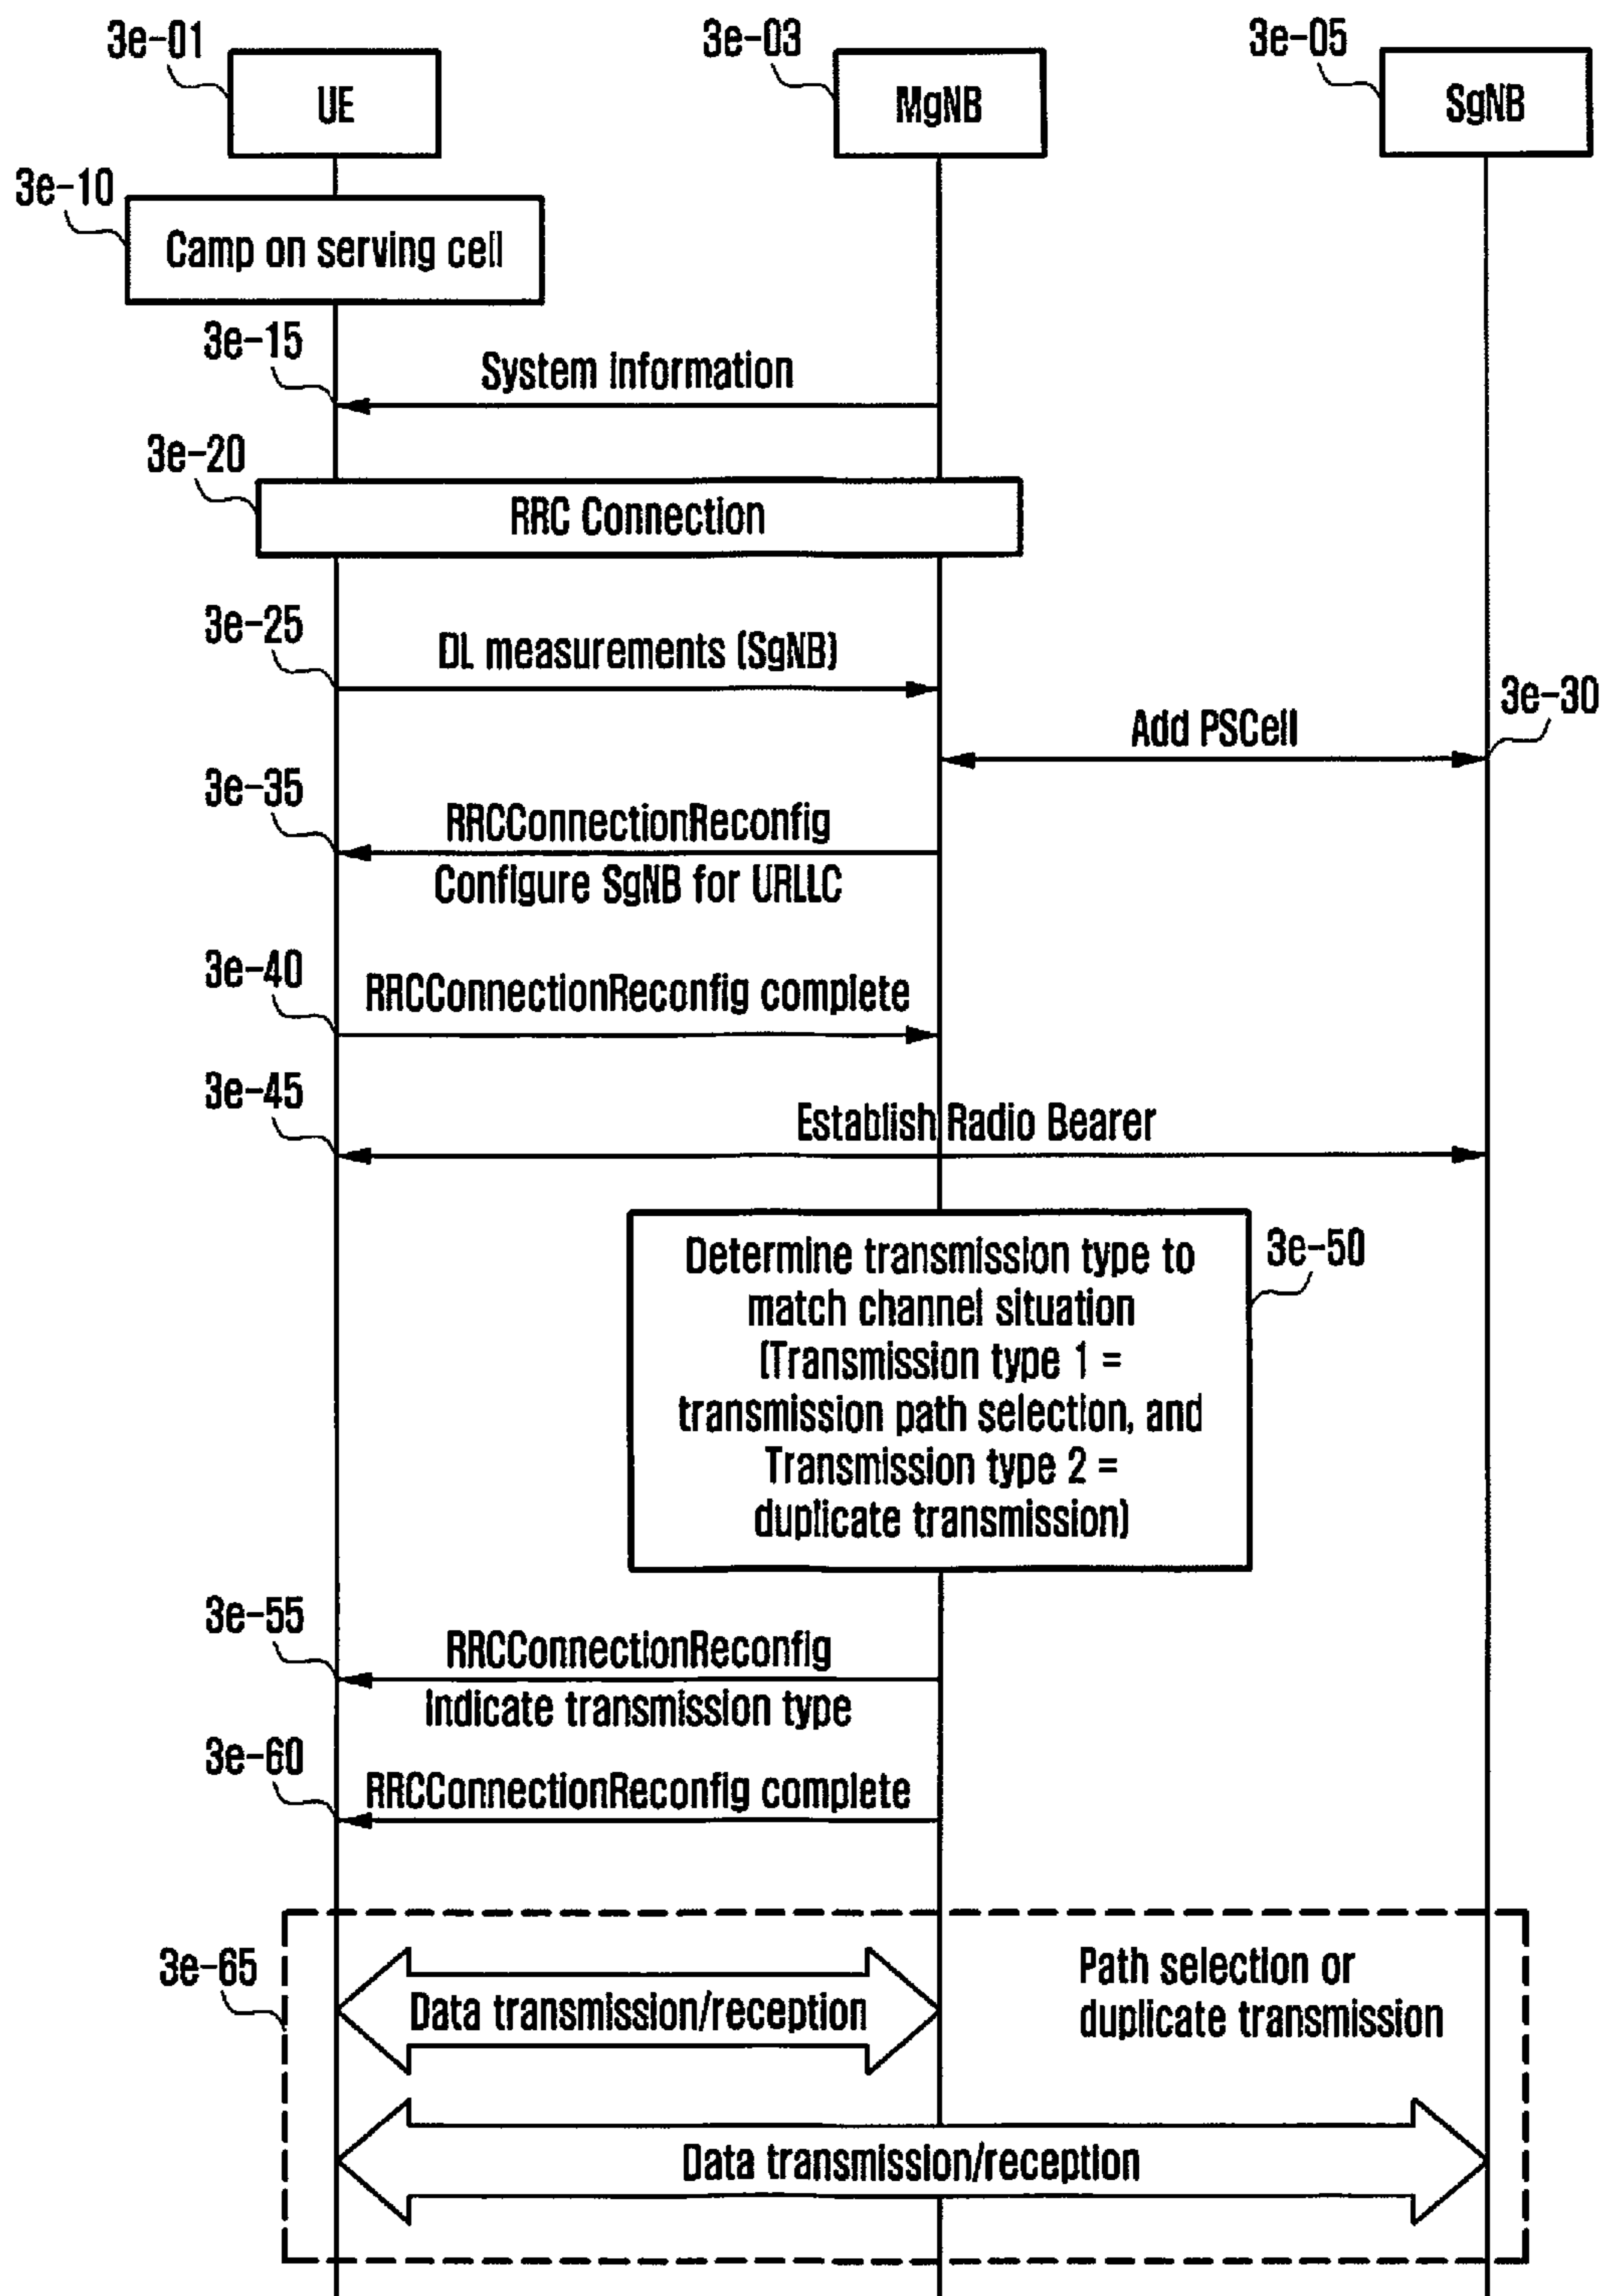 3e-01
3e-03
3e-05
UE
MgNB
SgNB
3e-10
Camp on serving cell
3e-15
System information
3e-20
RRC Connection
3e-25
DL measurements (SgNB)
3e-30
Add PSCell
3e-35
RRCConnectionReconfig
Configure SgNB for URLLC
3e-40
RRCConnectionReconfig complete
3e-45
Establish Radio Bearer
3e-50
Determine transmission type to
match channel situation
(Transmission type 1 =
transmission path selection, and
Transmission type 2 =
duplicate transmission)
3e-55
RRCConnectionReconfig
Indicate transmission type
3e-60
RRCConnectionReconfig complete
3e-65
Data transmission/reception
Path selection or
duplicate transmission
Data transmission/reception